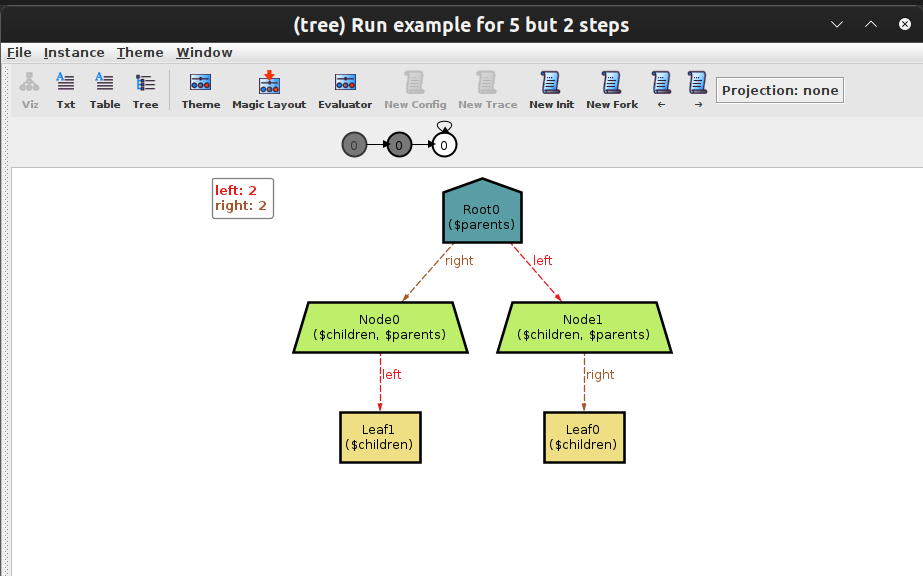 (tree) Run example for 5 but 2 steps
File Instance Theme Window
Viz Txt Table Tree Theme Magic Layout Evaluator New Config New Trace New Init New Fork ← → Projection: none
0 0 0
left: 2
right: 2
Root0
($parents)
right left
Node0 Node1
($children, $parents) ($children, $parents)
left right
Leaf1 Leaf0
($children) ($children)